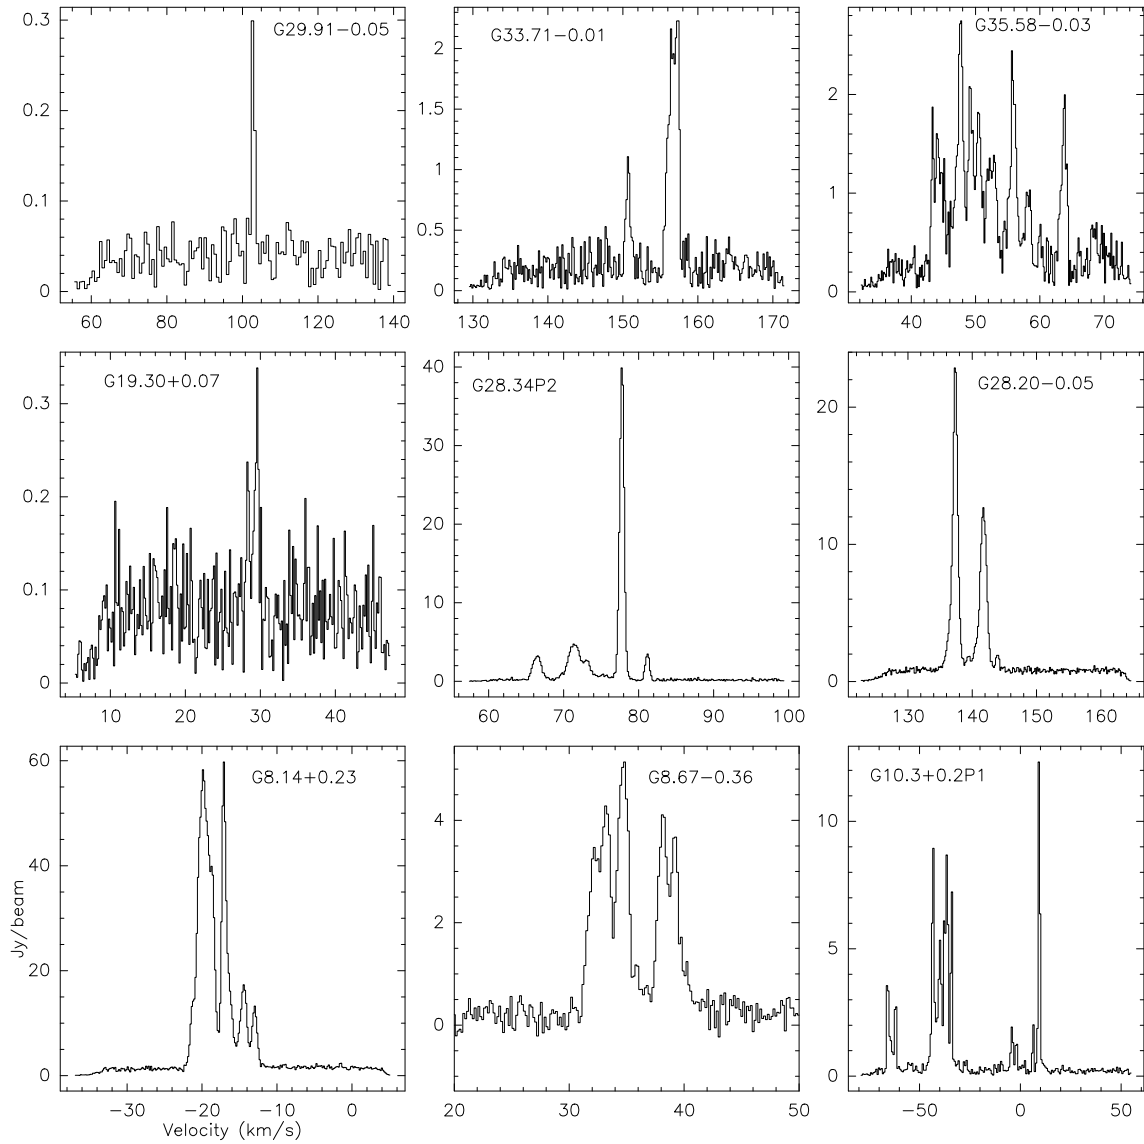 G29.91−0.05
0.3
0.2
0.1
0
60 80 100 120 140
G33.71−0.01
2
1.5
1
0.5
0
130 140 150 160 170
G35.58−0.03
2
1
0
40 50 60 70
G19.30+0.07
0.3
0.2
0.1
0
10 20 30 40
G28.34P2
40
30
20
10
0
60 70 80 90 100
G28.20−0.05
20
10
0
130 140 150 160
G8.14+0.23
60
40
20
0
Jy/beam
−30 −20 −10 0
Velocity (km/s)
G8.67−0.36
4
2
0
20 30 40 50
G10.3+0.2P1
10
5
0
−50 0 50